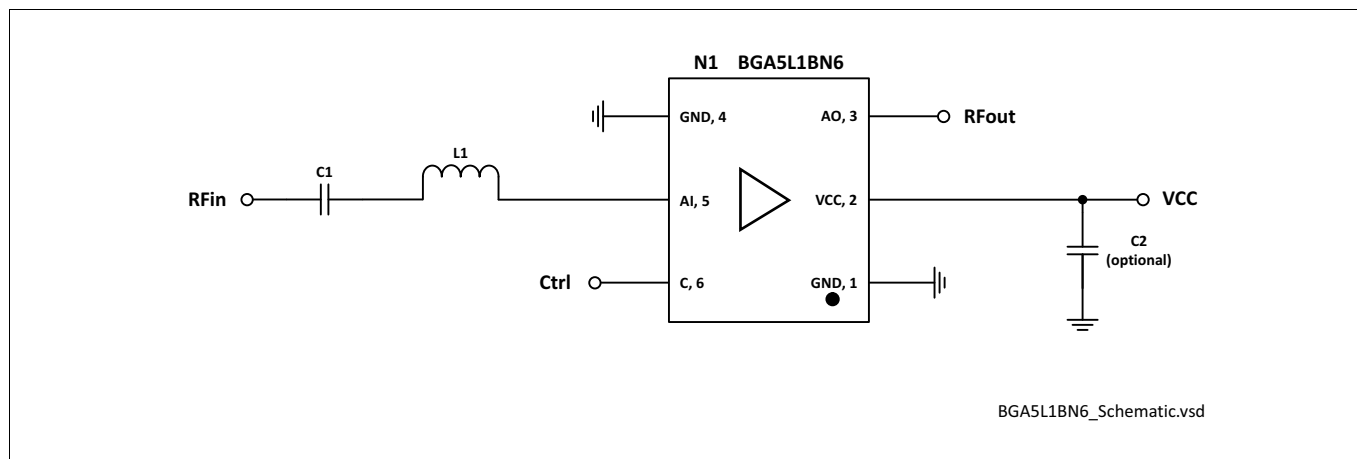 N1 BGA5L1BN6
GND, 4
AO, 3
RFout
C1
L1
RFin
AI, 5
VCC, 2
VCC
C2
(optional)
Ctrl
C, 6
GND, 1
BGA5L1BN6_Schematic.vsd